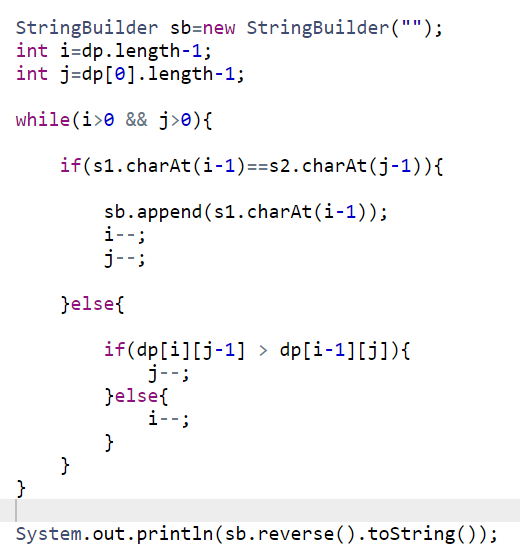 StringBuilder sb=new StringBuilder("");
int i=dp.length-1;
int j=dp[0].length-1;
while(i>0 && j>0){
if(s1.charAt(i-1)==s2.charAt(j-1)){
sb.append(s1.charAt(i-1));
i--;
j--;
}else{
if(dp[i][j-1] > dp[i-1][j]){
j--;
}else{
i--;
}
}
}
System.out.println(sb.reverse().toString());